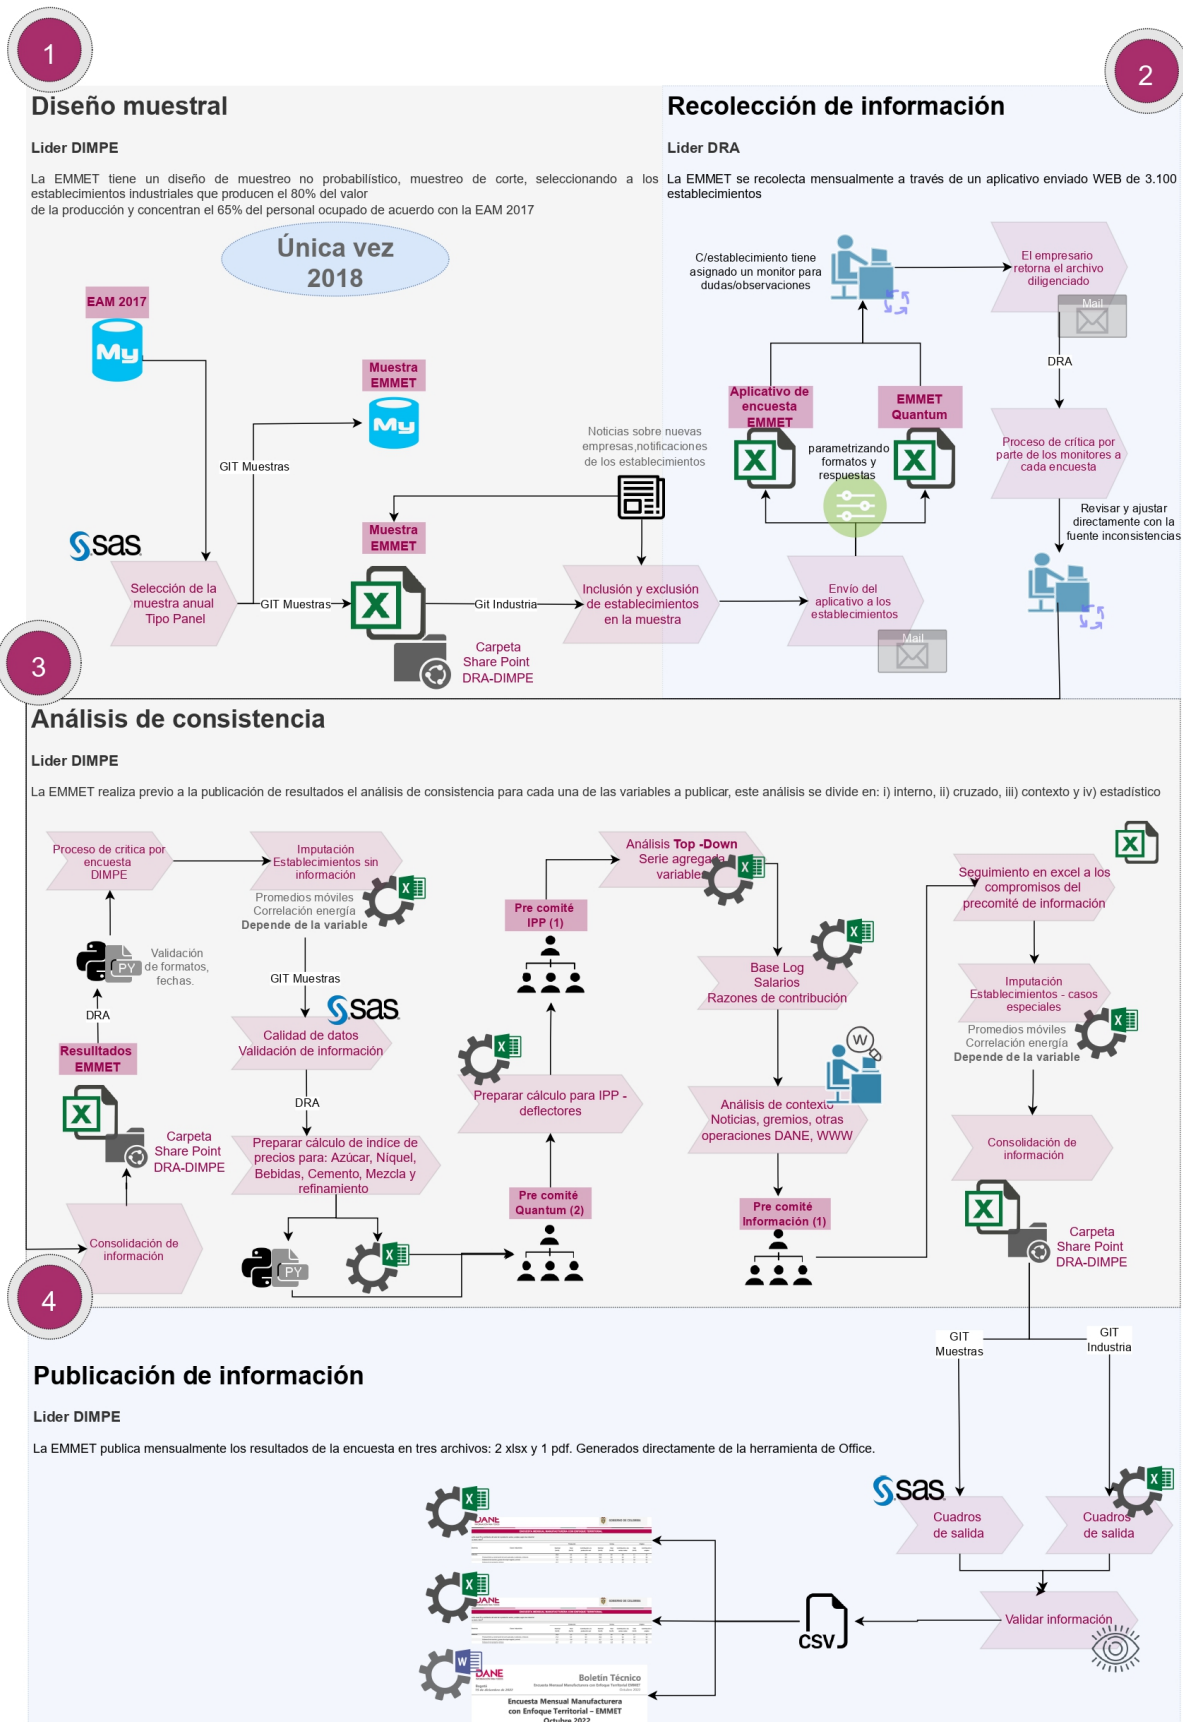 1
2
Diseño muestral
Lider DIMPE
La EMMET tiene un diseño de muestreo no probabilístico, muestreo de corte, seleccionando a los
establecimientos industriales que producen el 80% del valor
de la producción y concentran el 65% del personal ocupado de acuerdo con la EAM 2017
Única vez
2018
EAM 2017
My
Muestra
EMMET
My
GIT Muestras
Noticias sobre nuevas
empresas,notificaciones
de los establecimientos
Muestra
EMMET
sas
Selección de la
muestra anual
Tipo Panel
GIT Muestras
X
Git Industria
Inclusión y exclusión
de establecimientos
en la muestra
Carpeta
Share Point
DRA-DIMPE
Recolección de información
Lider DRA
La EMMET se recolecta mensualmente a través de un aplicativo enviado WEB de 3.100
establecimientos
C/establecimiento tiene
asignado un monitor para
dudas/observaciones
El empresario
retorna el archivo
diligenciado
Mail
DRA
Aplicativo de
encuesta
EMMET
X
EMMET
Quantum
X
parametrizando
formatos y
respuestas
Proceso de crítica por
parte de los monitores a
cada encuesta
Revisar y ajustar
directamente con la
fuente inconsistencias
Envío del
aplicativo a los
establecimientos
Mail
3
Análisis de consistencia
Lider DIMPE
La EMMET realiza previo a la publicación de resultados el análisis de consistencia para cada una de las variables a publicar, este análisis se divide en: i) interno, ii) cruzado, iii) contexto y iv) estadístico
Proceso de critica por
encuesta
DIMPE
Imputación
Establecimientos sin
información
X
Promedios móviles
Correlación energía
Depende de la variable
PY
Validación
de formatos,
fechas.
DRA
Resulltados
EMMET
X
Carpeta
Share Point
DRA-DIMPE
Consolidación de
información
GIT Muestras
sas
Calidad de datos
Validación de información
DRA
Preparar cálculo de indíce de
precios para: Azúcar, Níquel,
Bebidas, Cemento, Mezcla y
refinamiento
PY
X
Pre comité
Quantum (2)
X
Preparar cálculo para IPP -
deflectores
Pre comité
IPP (1)
Análisis Top -Down
Serie agregada
variables
X
X
Base Log
Salarios
Razones de contribución
W
Análisis de contexto
Noticias, gremios, otras
operaciones DANE, WWW
Pre comité
Información (1)
X
Seguimiento en excel a los
compromisos del
precomité de información
Imputación
Establecimientos - casos
especiales
Promedios móviles
Correlación energía
Depende de la variable
X
Consolidación de
información
X
Carpeta
Share Point
DRA-DIMPE
4
Publicación de información
Lider DIMPE
La EMMET publica mensualmente los resultados de la encuesta en tres archivos: 2 xlsx y 1 pdf. Generados directamente de la herramienta de Office.
GIT
Muestras
GIT
Industria
sas
Cuadros
de salida
X
Cuadros
de salida
Validar información
CSV
X
DANE
X
DANE
W
DANE
Boletín Técnico
Encuesta Mensual Manufacturera
con Enfoque Territorial – EMMET
Octubre 2022